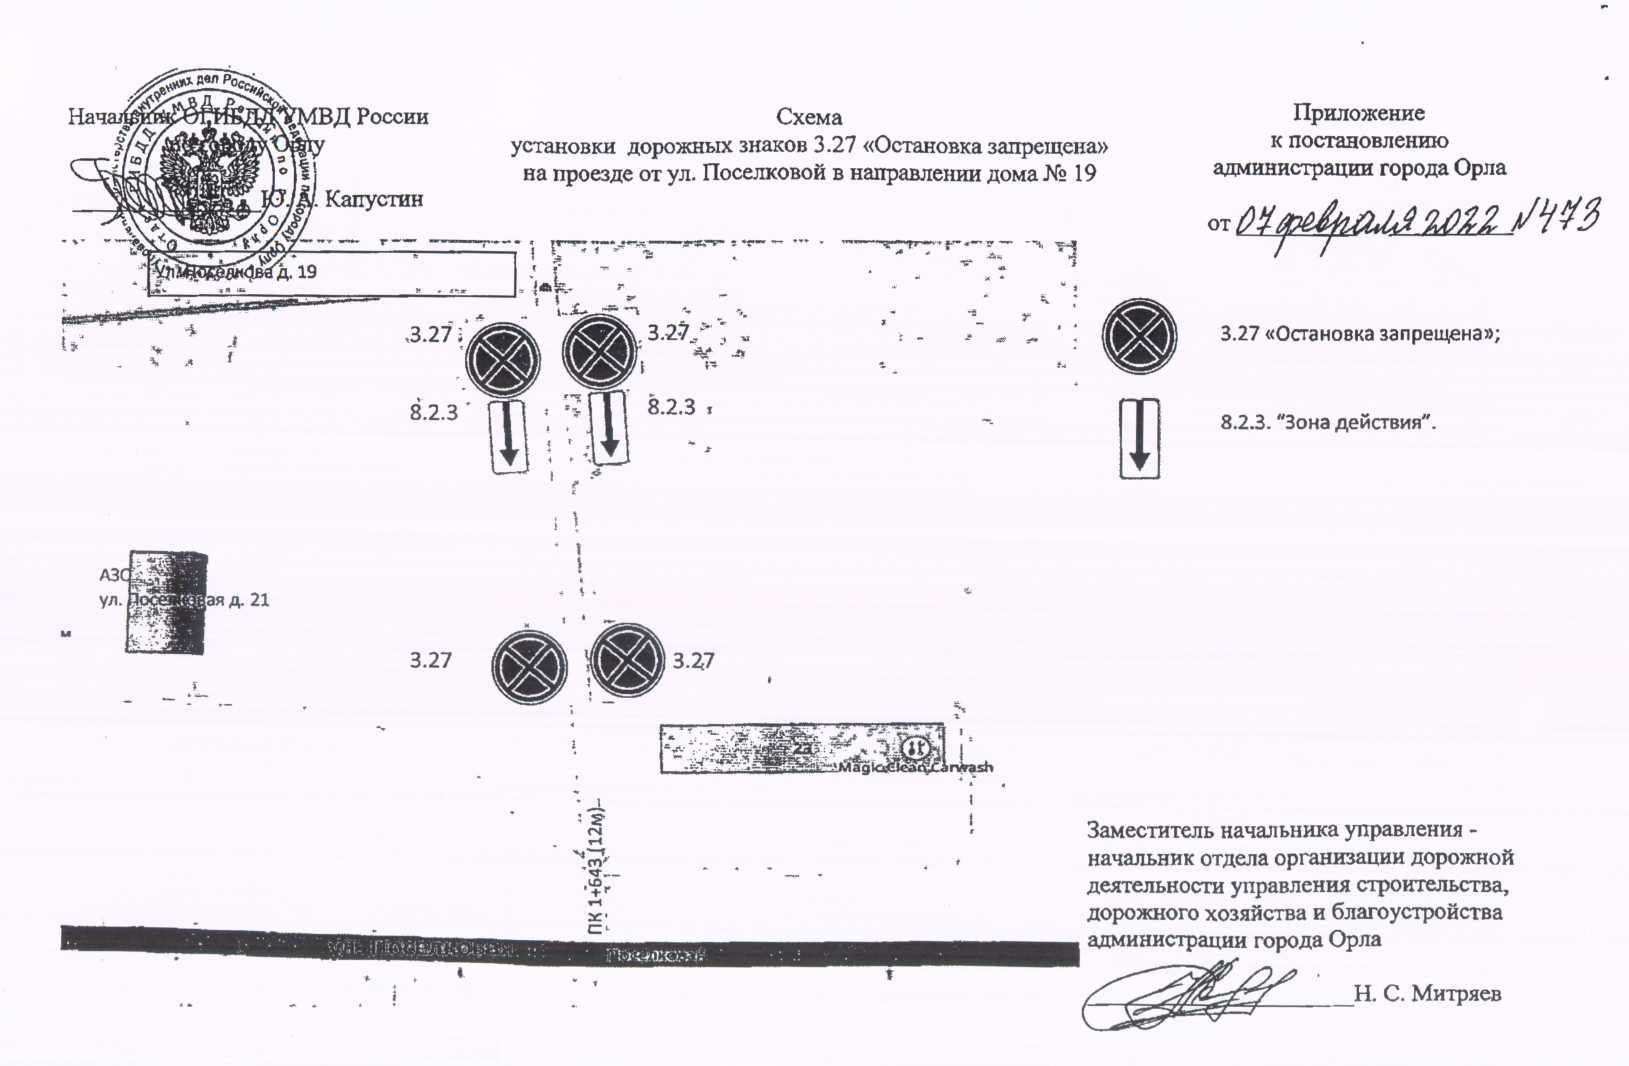 Начальник ОГИБДД УМВД России
по городу Орлу
Капустин
Схема
установки дорожных знаков 3.27 «Остановка запрещена»
на проезде от ул. Поселковой в направлении дома № 19
Приложение
к постановлению
администрации города Орла
от 07 февраля 2022 №473
Ул. Поселкова д. 19
3.27
3.27
8.2.3
8.2.3
3.27 «Остановка запрещена»;
8.2.3. “Зона действия”.
АЗС
ул. Поселковая д. 21
3.27
3.27
Magic Clean Carwash
ПК 1+643 (12м)
ул. Поселковая
Поселковая
Заместитель начальника управления -
начальник отдела организации дорожной
деятельности управления строительства,
дорожного хозяйства и благоустройства
администрации города Орла
Н. С. Митряев